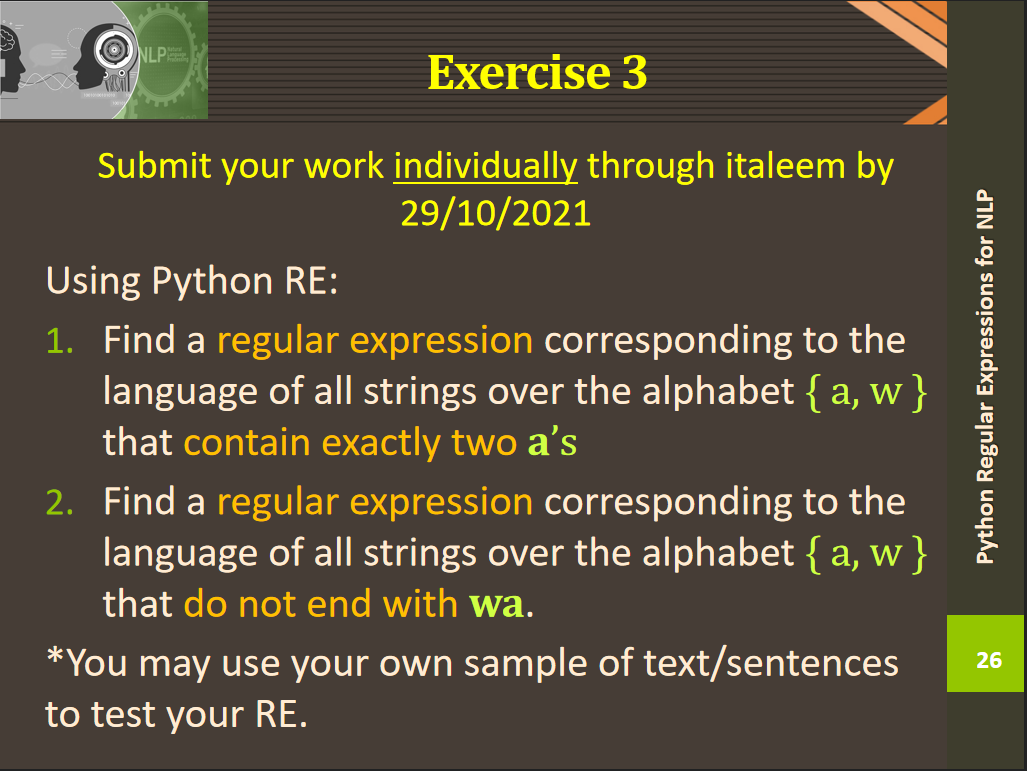 NLP Natural
Language
Processing
Exercise 3
Submit your work individually through italeem by
29/10/2021
Using Python RE:
1. Find a regular expression corresponding to the
language of all strings over the alphabet { a, w }
that contain exactly two a's
2. Find a regular expression corresponding to the
language of all strings over the alphabet { a, w }
that do not end with wa.
*You may use your own sample of text/sentences
to test your RE.
Python Regular Expressions for NLP
26